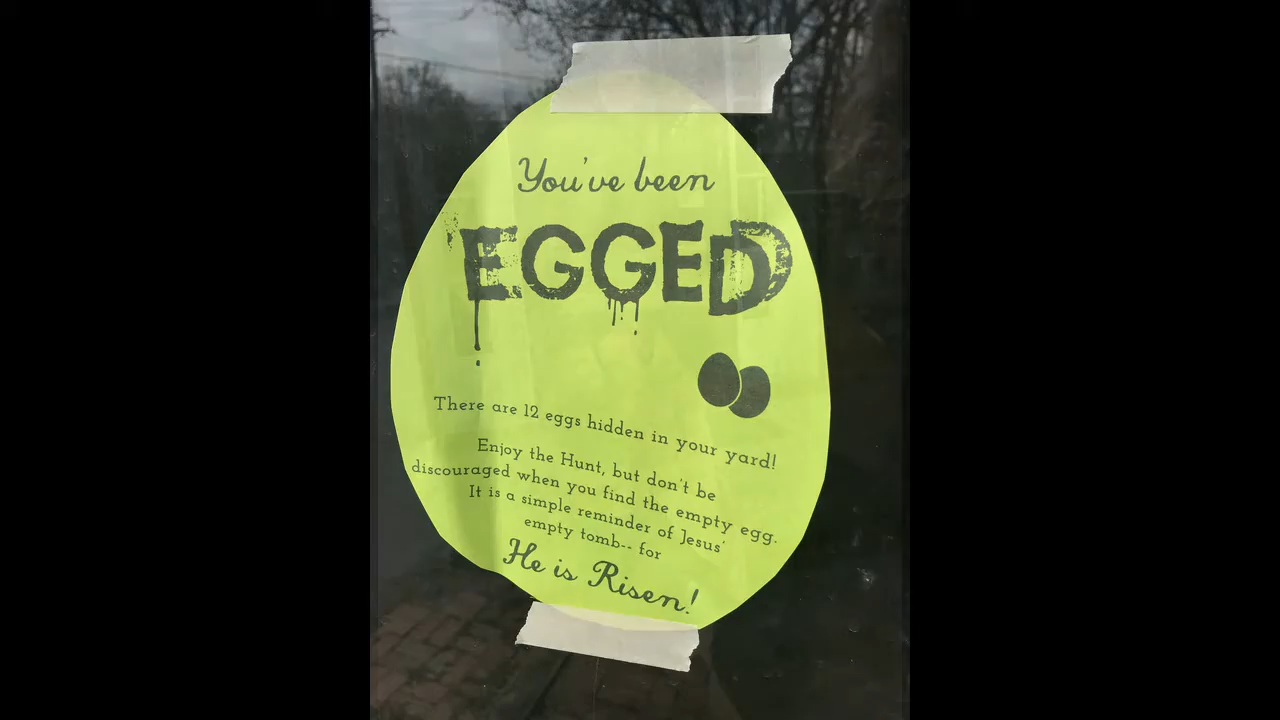 You've been
EGGED
There are 12 eggs hidden in your yard!
Enjoy the Hunt, but don't be
discouraged when you find the empty egg.
It is a simple reminder of Jesus'
empty tomb-- for
He is Risen!